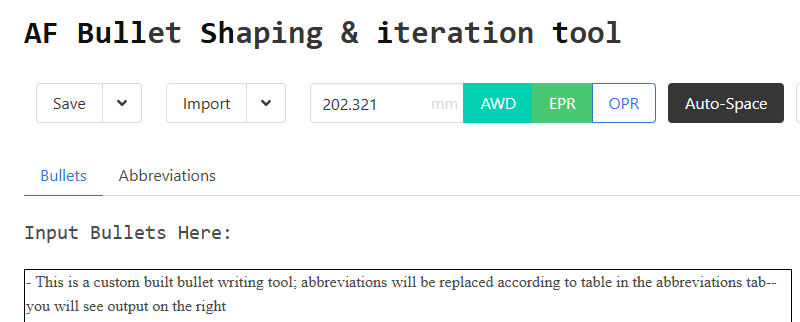 AF Bullet Shaping & iteration tool
Save Import 202.321 mm AWD EPR OPR Auto-Space
Bullets Abbreviations
Input Bullets Here:
- This is a custom built bullet writing tool; abbreviations will be replaced according to table in the abbreviations tab--
you will see output on the right